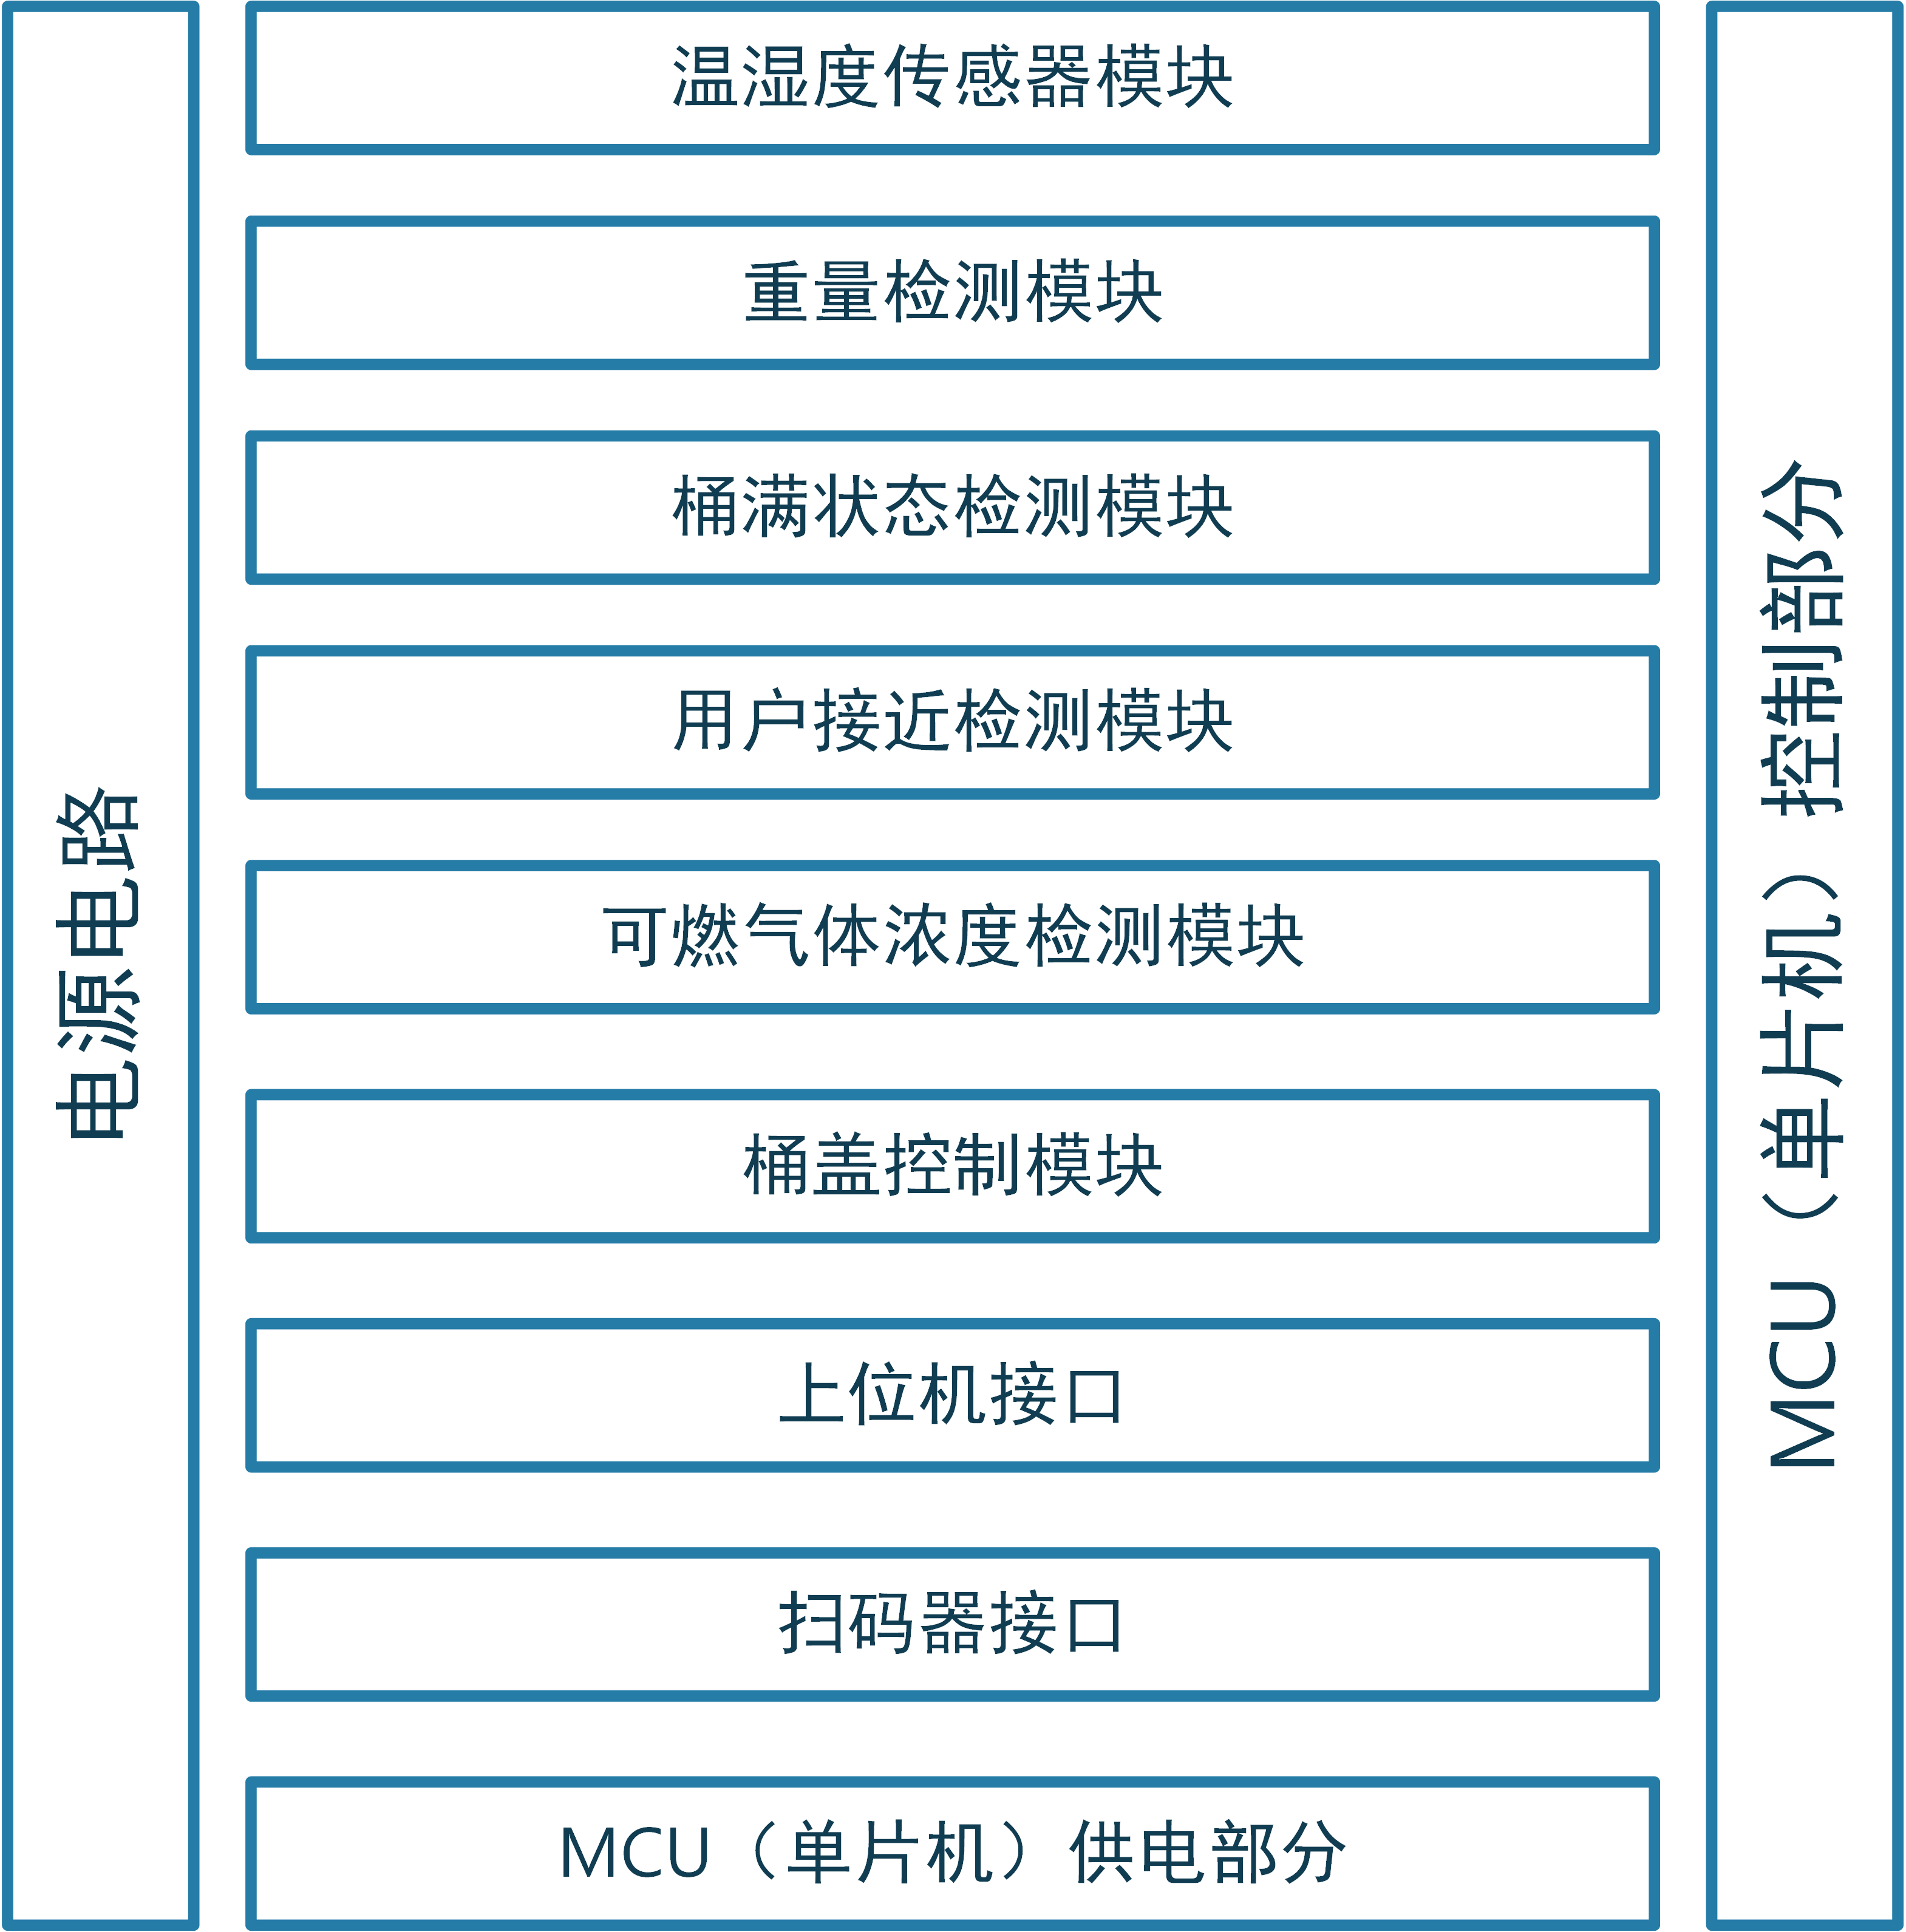 电源电路
温湿度传感器模块
重量检测模块
桶满状态检测模块
用户接近检测模块
可燃气体浓度检测模块
桶盖控制模块
上位机接口
扫码器接口
MCU（单片机）供电部分
MCU（单片机）控制部分